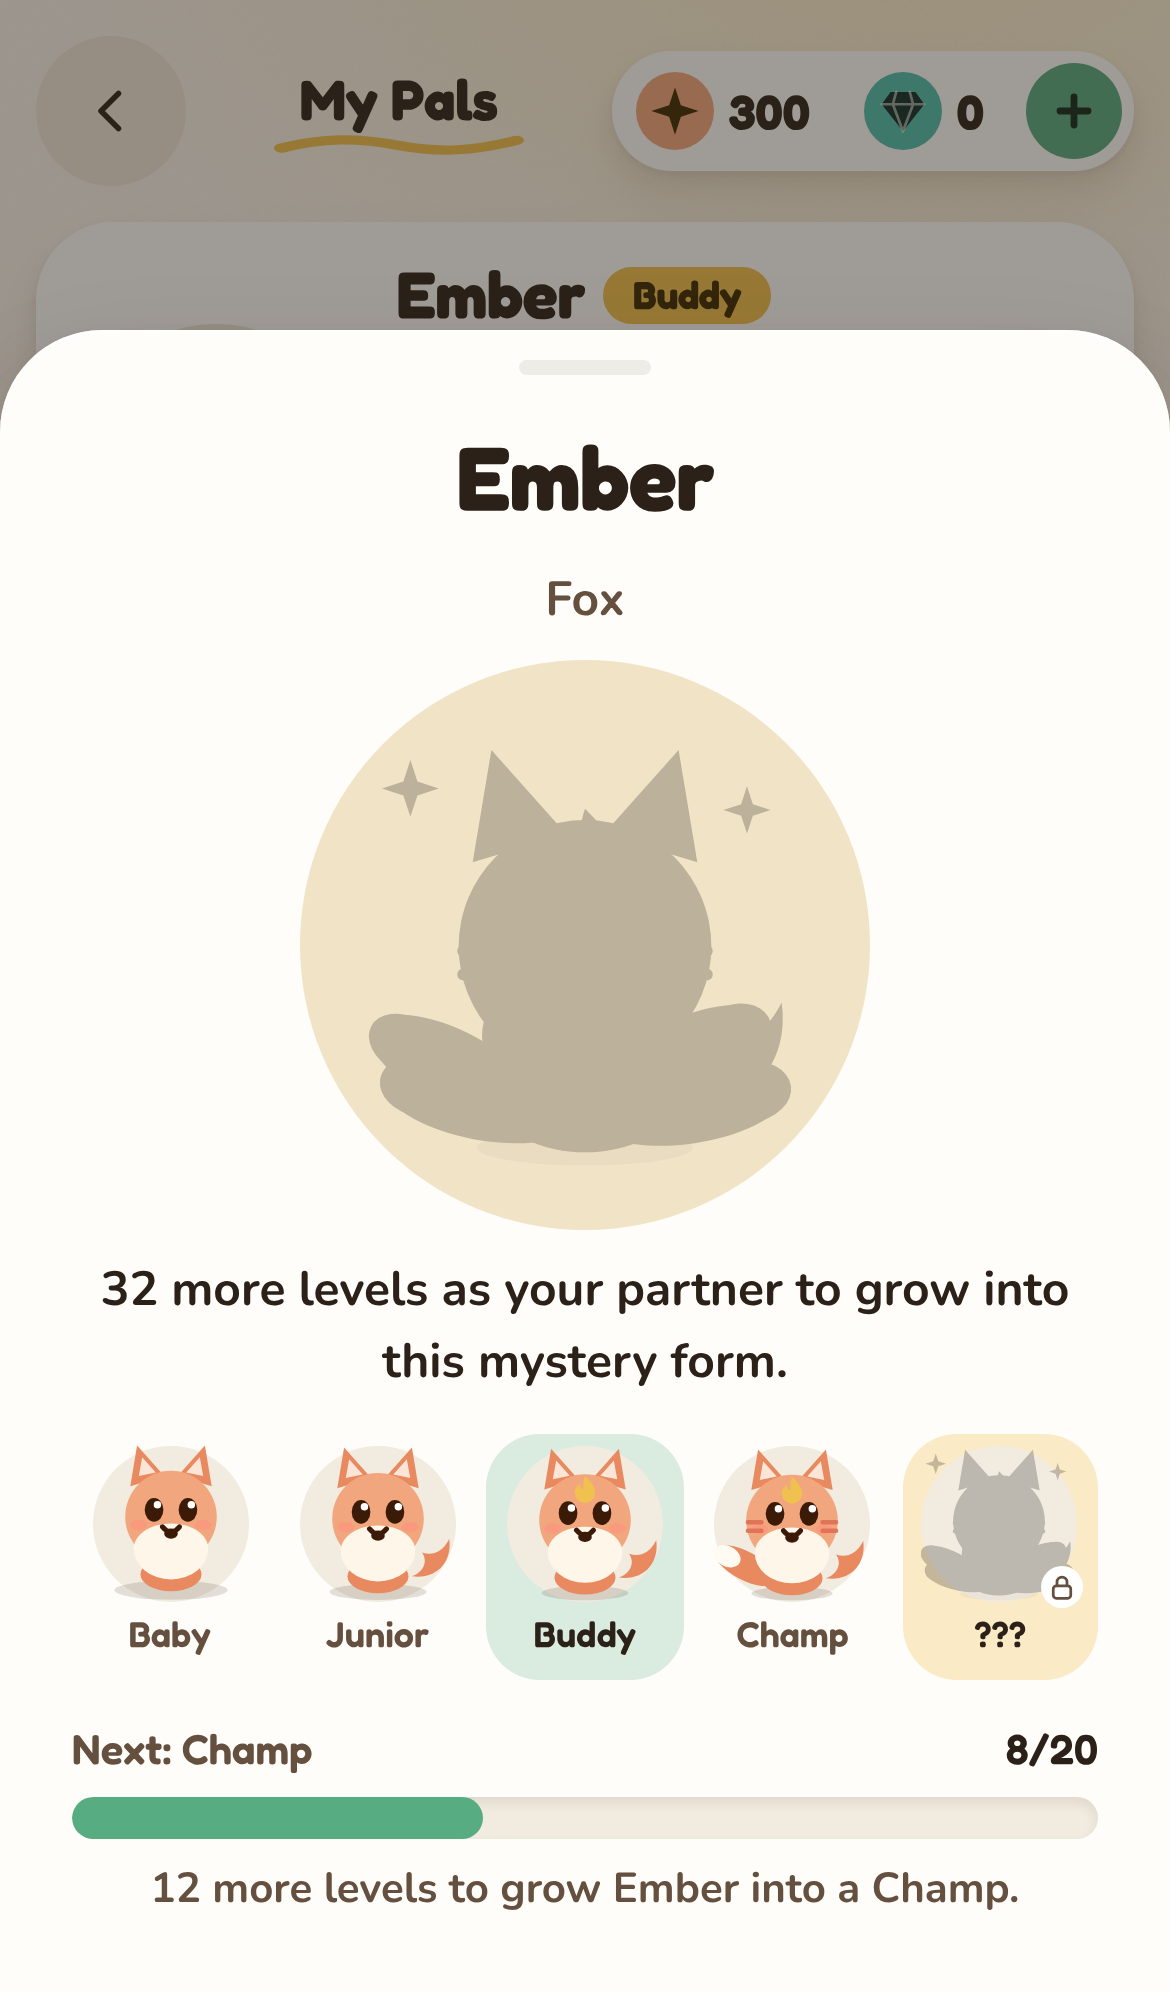 My Pals
300
0
Ember
Buddy
Ember
Fox
32 more levels as your partner to grow into
this mystery form.
Baby
Junior
Buddy
Champ
???
Next: Champ
8/20
12 more levels to grow Ember into a Champ.